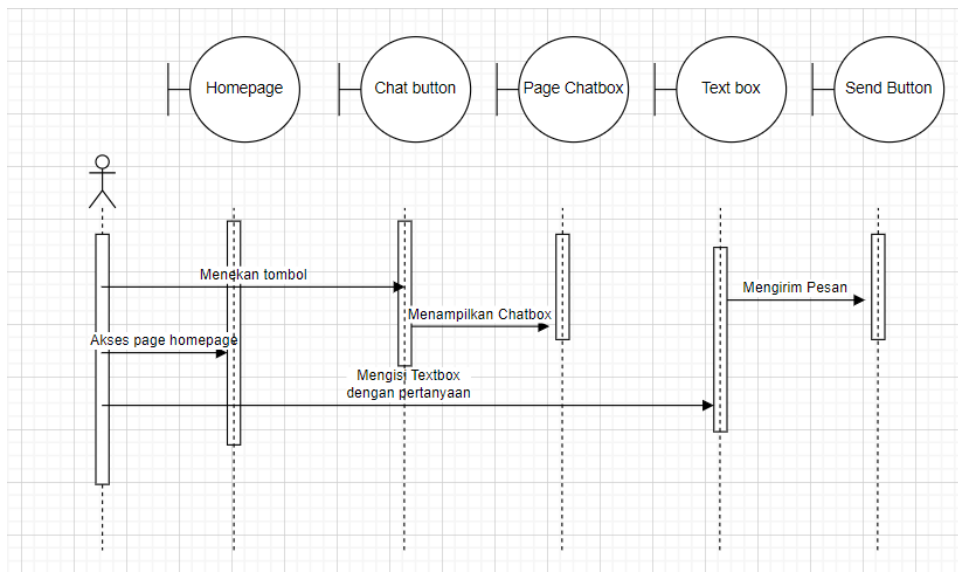 Homepage
Chat button
Page Chatbox
Text box
Send Button
Menekan tombol
Mengirim Pesan
Menampilkan Chatbox
Akses page homepage
Mengisi Textbox
dengan pertanyaan